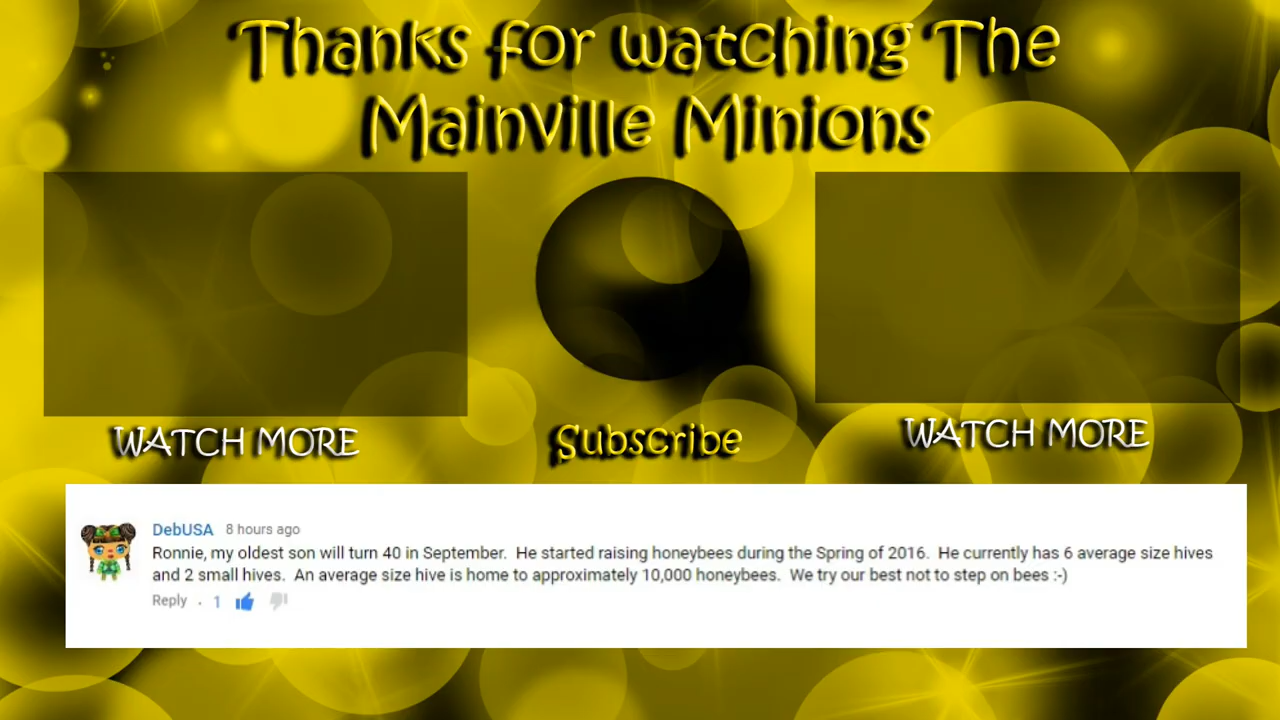 Thanks for watching The
Mainville Minions
WATCH MORE
Subscribe
WATCH MORE
DebUSA 8 hours ago
Ronnie, my oldest son will turn 40 in September. He started raising honeybees during the Spring of 2016. He currently has 6 average size hives
and 2 small hives. An average size hive is home to approximately 10,000 honeybees. We try our best not to step on bees :-)
Reply . 1